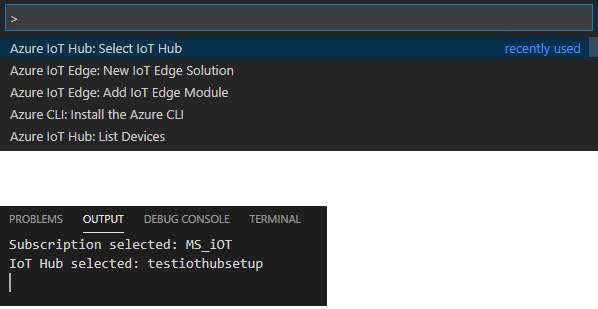 >
Azure IoT Hub: Select IoT Hub recently used
Azure IoT Edge: New IoT Edge Solution
Azure IoT Edge: Add IoT Edge Module
Azure CLI: Install the Azure CLI
Azure IoT Hub: List Devices
PROBLEMS OUTPUT DEBUG CONSOLE TERMINAL
Subscription selected: MS_iOT
IoT Hub selected: testiothubsetup